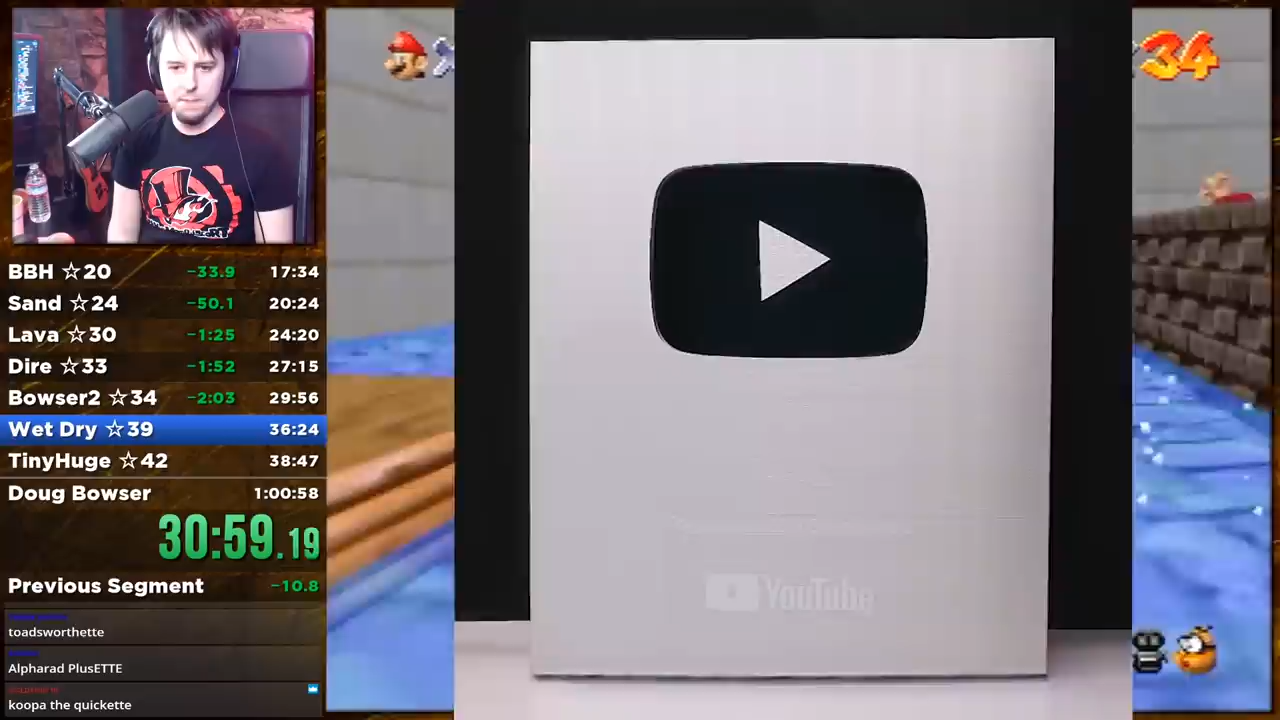 BBH ☆20 -33.9 17:34
Sand ☆24 -50.1 20:24
Lava ☆30 -1:25 24:20
Dire ☆33 -1:52 27:15
Bowser2 ☆34 -2:03 29:56
Wet Dry ☆39 36:24
TinyHuge ☆42 38:47
Doug Bowser 1:00:58
30:59.19
Previous Segment -10.8
toadsworthette
Alpharad PlusETTE
koopa the quickette
34
YouTube